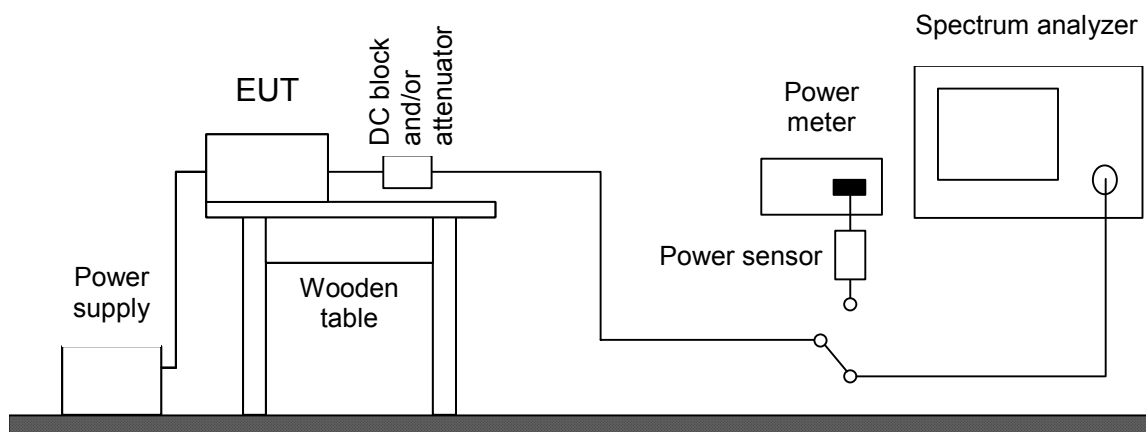 Spectrum analyzer
EUT
DC block
and/or
attenuator
Power
meter
Power sensor
Power
supply
Wooden
table